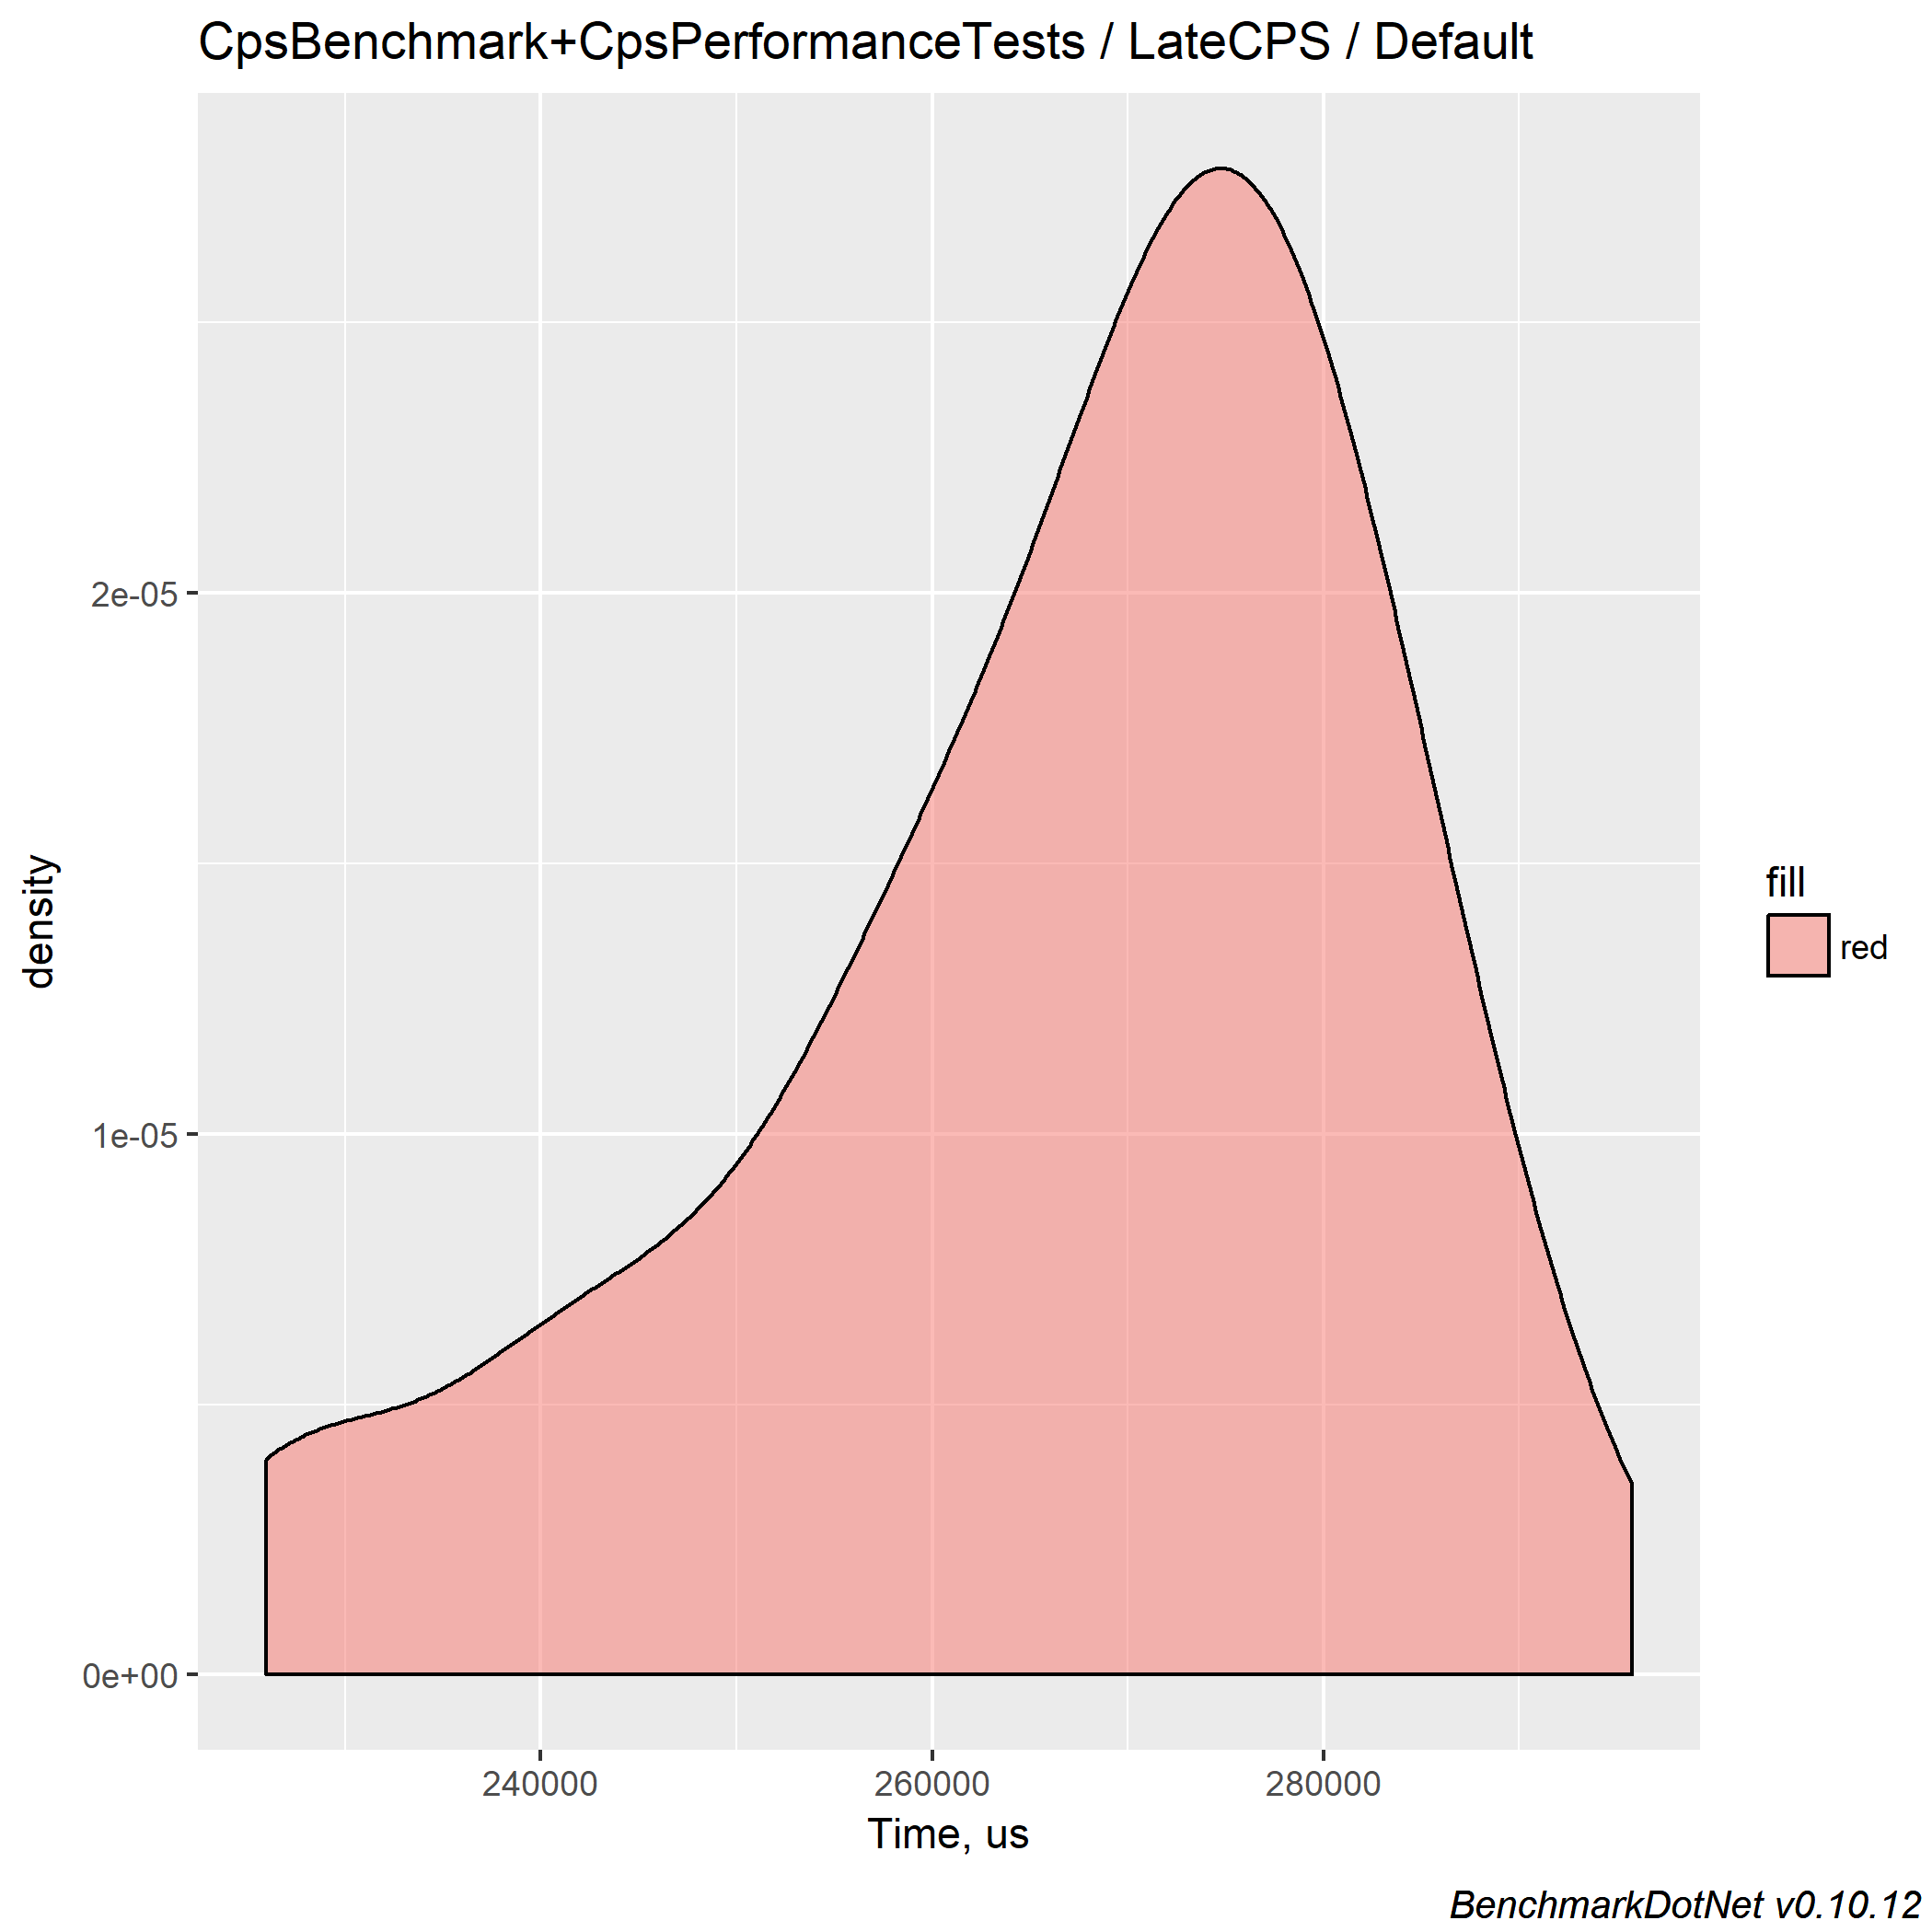 CpsBenchmark+CpsPerformanceTests / LateCPS / Default
density
2e-05
1e-05
0e+00
240000 260000 280000
Time, us
fill
red
BenchmarkDotNet v0.10.12